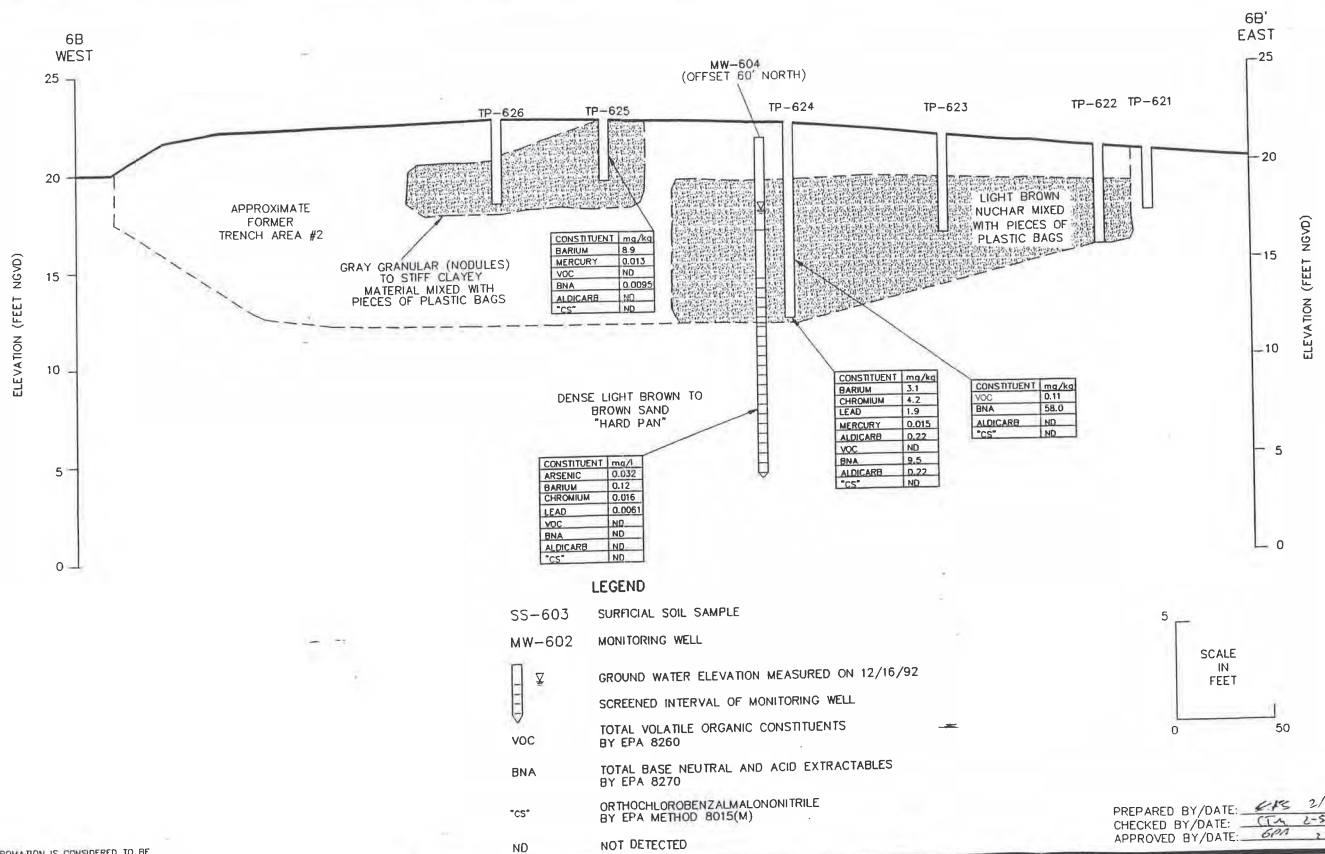 6B
WEST
6B'
EAST
MW-604
(OFFSET 60' NORTH)
TP-626
TP-625
TP-624
TP-623
TP-622
TP-621
25
20
15
10
5
0
ELEVATION (FEET NGVD)
25
20
15
10
5
0
ELEVATION (FEET NGVD)
APPROXIMATE
FORMER
TRENCH AREA #2
GRAY GRANULAR (NODULES)
TO STIFF CLAYEY
MATERIAL MIXED WITH
PIECES OF PLASTIC BAGS
LIGHT BROWN
NUCHAR MIXED
WITH PIECES OF
PLASTIC BAGS
CONSTITUENT mg/kg
BARIUM 8.9
MERCURY 0.013
VOC ND
BNA 0.0095
ALDICARB ND
"CS" ND
DENSE LIGHT BROWN TO
BROWN SAND
"HARD PAN"
CONSTITUENT mg/l
ARSENIC 0.032
BARIUM 0.12
CHROMIUM 0.016
LEAD 0.0061
VOC ND
BNA ND
ALDICARB ND
"CS" ND
CONSTITUENT mg/kg
BARIUM 3.1
CHROMIUM 4.2
LEAD 1.9
MERCURY 0.015
ALDICARB 0.22
VOC ND
BNA 9.5
ALDICARB 0.22
"CS" ND
CONSTITUENT mg/kg
VOC 0.11
BNA 58.0
ALDICARB ND
"CS" ND
LEGEND
SS-603 SURFICIAL SOIL SAMPLE
MW-602 MONITORING WELL
GROUND WATER ELEVATION MEASURED ON 12/16/92
SCREENED INTERVAL OF MONITORING WELL
VOC TOTAL VOLATILE ORGANIC CONSTITUENTS
BY EPA 8260
BNA TOTAL BASE NEUTRAL AND ACID EXTRACTABLES
BY EPA 8270
"CS" ORTHOCHLOROBENZALMALONONITRILE
BY EPA METHOD 8015(M)
ND NOT DETECTED
5
SCALE
IN
FEET
0 50
PREPARED BY/DATE: 2/
CHECKED BY/DATE: 2-5
APPROVED BY/DATE: 2
IS CONSIDERED TO BE